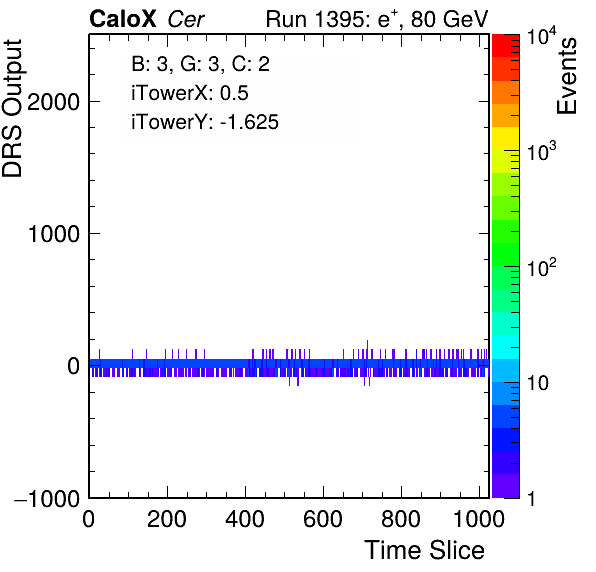 CaloX Cer Run 1395: e+, 80 GeV
B: 3, G: 3, C: 2
iTowerX: 0.5
iTowerY: -1.625
DRS Output
2000
1000
0
−1000
0 200 400 600 800 1000
Time Slice
Events
10^4
10^3
10^2
10
1